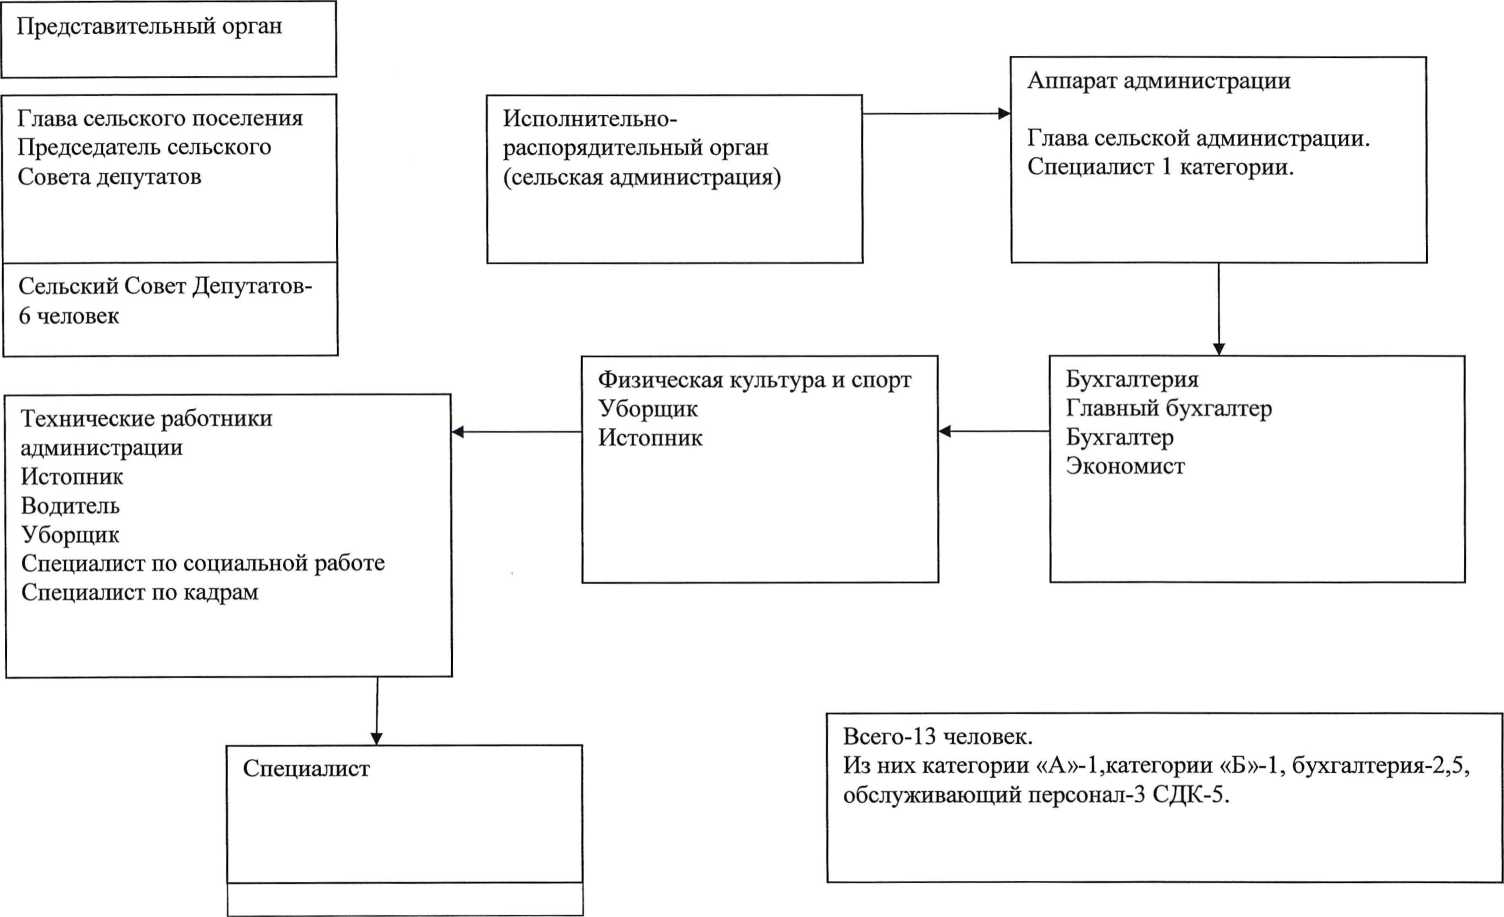 Представительный орган
Глава сельского поселения
Председатель сельского
Совета депутатов
Сельский Совет Депутатов-
6 человек
Исполнительно-
распорядительный орган
(сельская администрация)
Аппарат администрации
Глава сельской администрации.
Специалист 1 категории.
Бухгалтерия
Главный бухгалтер
Бухгалтер
Экономист
Физическая культура и спорт
Уборщик
Истопник
Технические работники
администрации
Истопник
Водитель
Уборщик
Специалист по социальной работе
Специалист по кадрам
Специалист
Всего-13 человек.
Из них категории «А»-1,категории «Б»-1, бухгалтерия-2,5,
обслуживающий персонал-3 СДК-5.